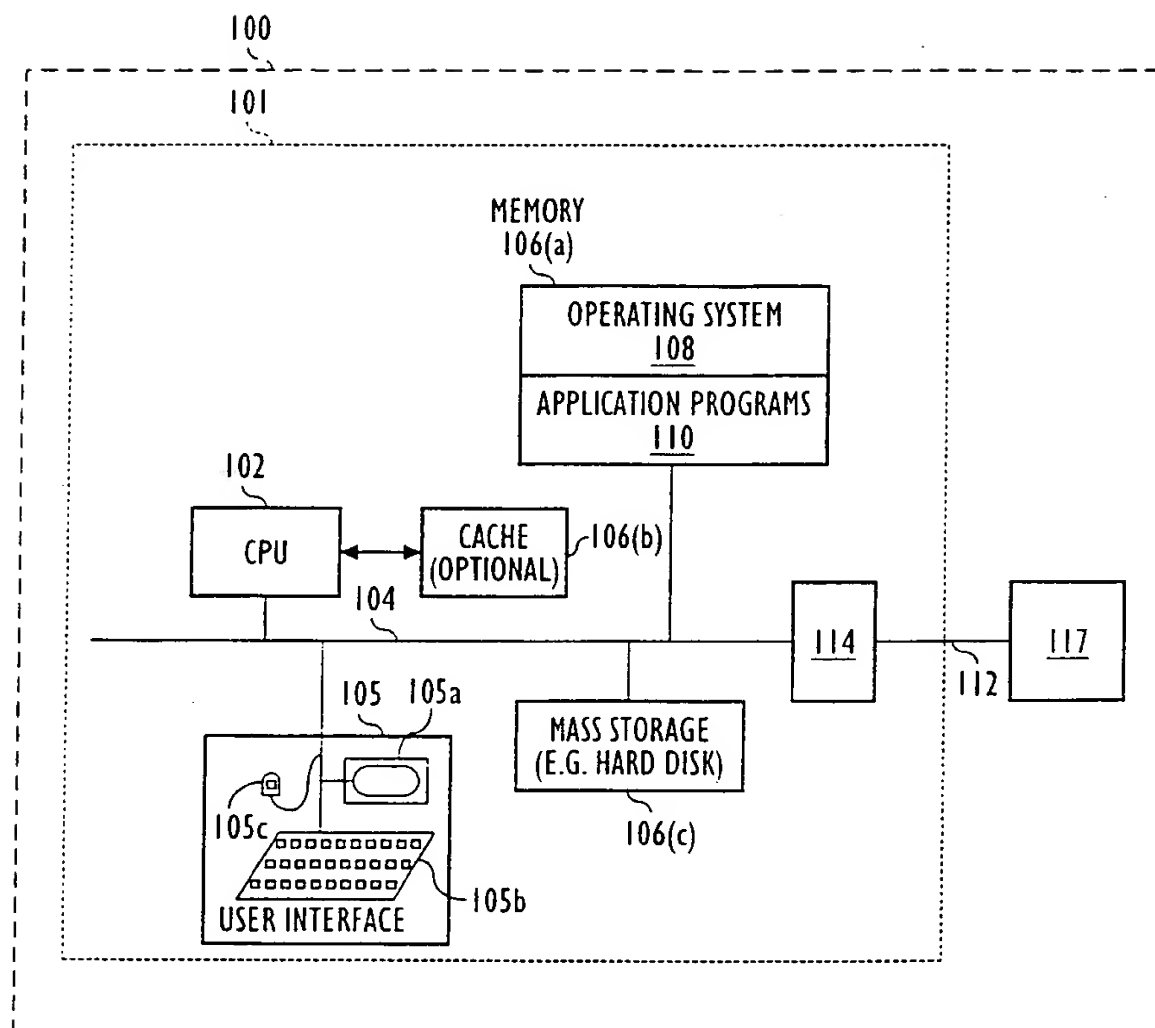 100
101
MEMORY
106(a)
OPERATING SYSTEM
108
APPLICATION PROGRAMS
110
102
CPU
CACHE
(OPTIONAL)
106(b)
104
114
112
117
105
105a
105c
105b
USER INTERFACE
MASS STORAGE
(E.G. HARD DISK)
106(c)